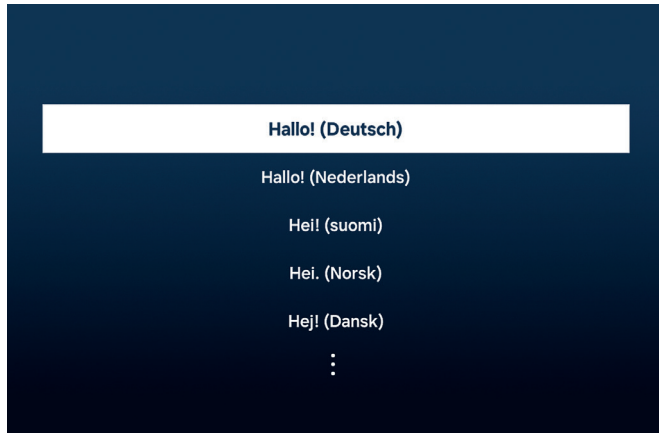 Hallo! (Deutsch)
Hallo! (Nederlands)
Hei! (suomi)
Hei. (Norsk)
Hej! (Dansk)